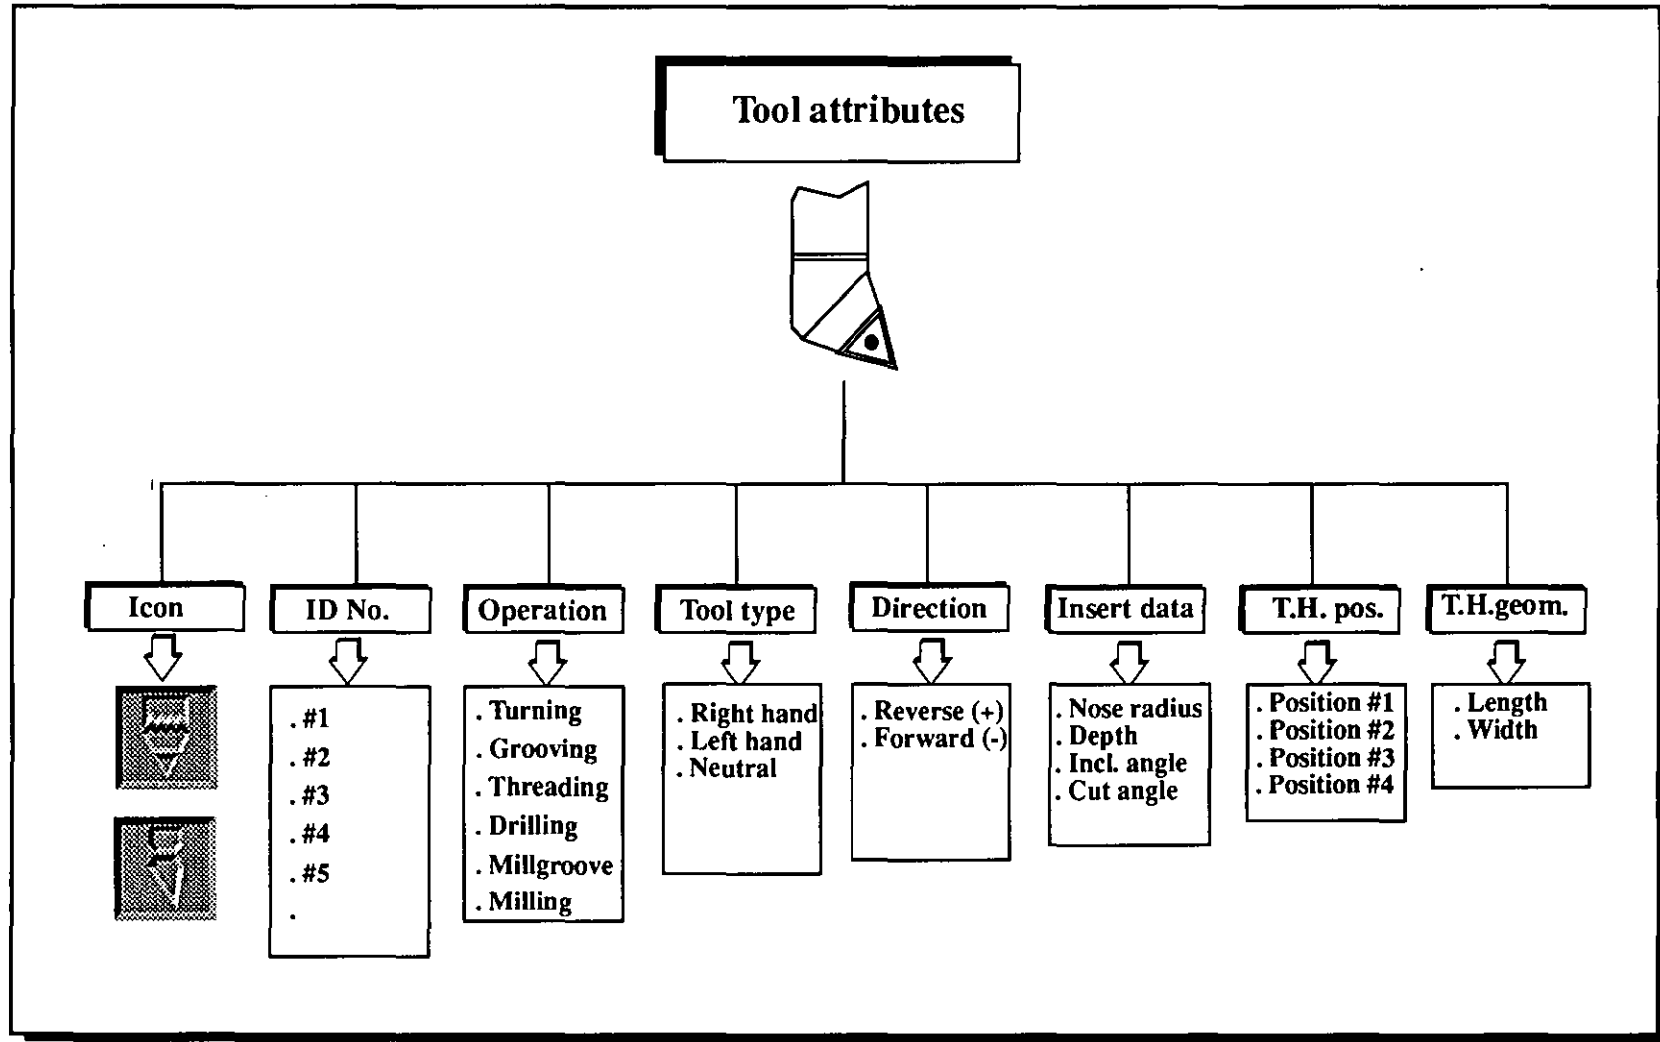 Tool attributes
Icon
ID No.
Operation
Tool type
Direction
Insert data
T.H. pos.
T.H.geom.
. #1
. #2
. #3
. #4
. #5
.
. Turning
. Grooving
. Threading
. Drilling
. Millgroove
. Milling
. Right hand
. Left hand
. Neutral
. Reverse (+)
. Forward (-)
. Nose radius
. Depth
. Incl. angle
. Cut angle
. Position #1
. Position #2
. Position #3
. Position #4
. Length
. Width